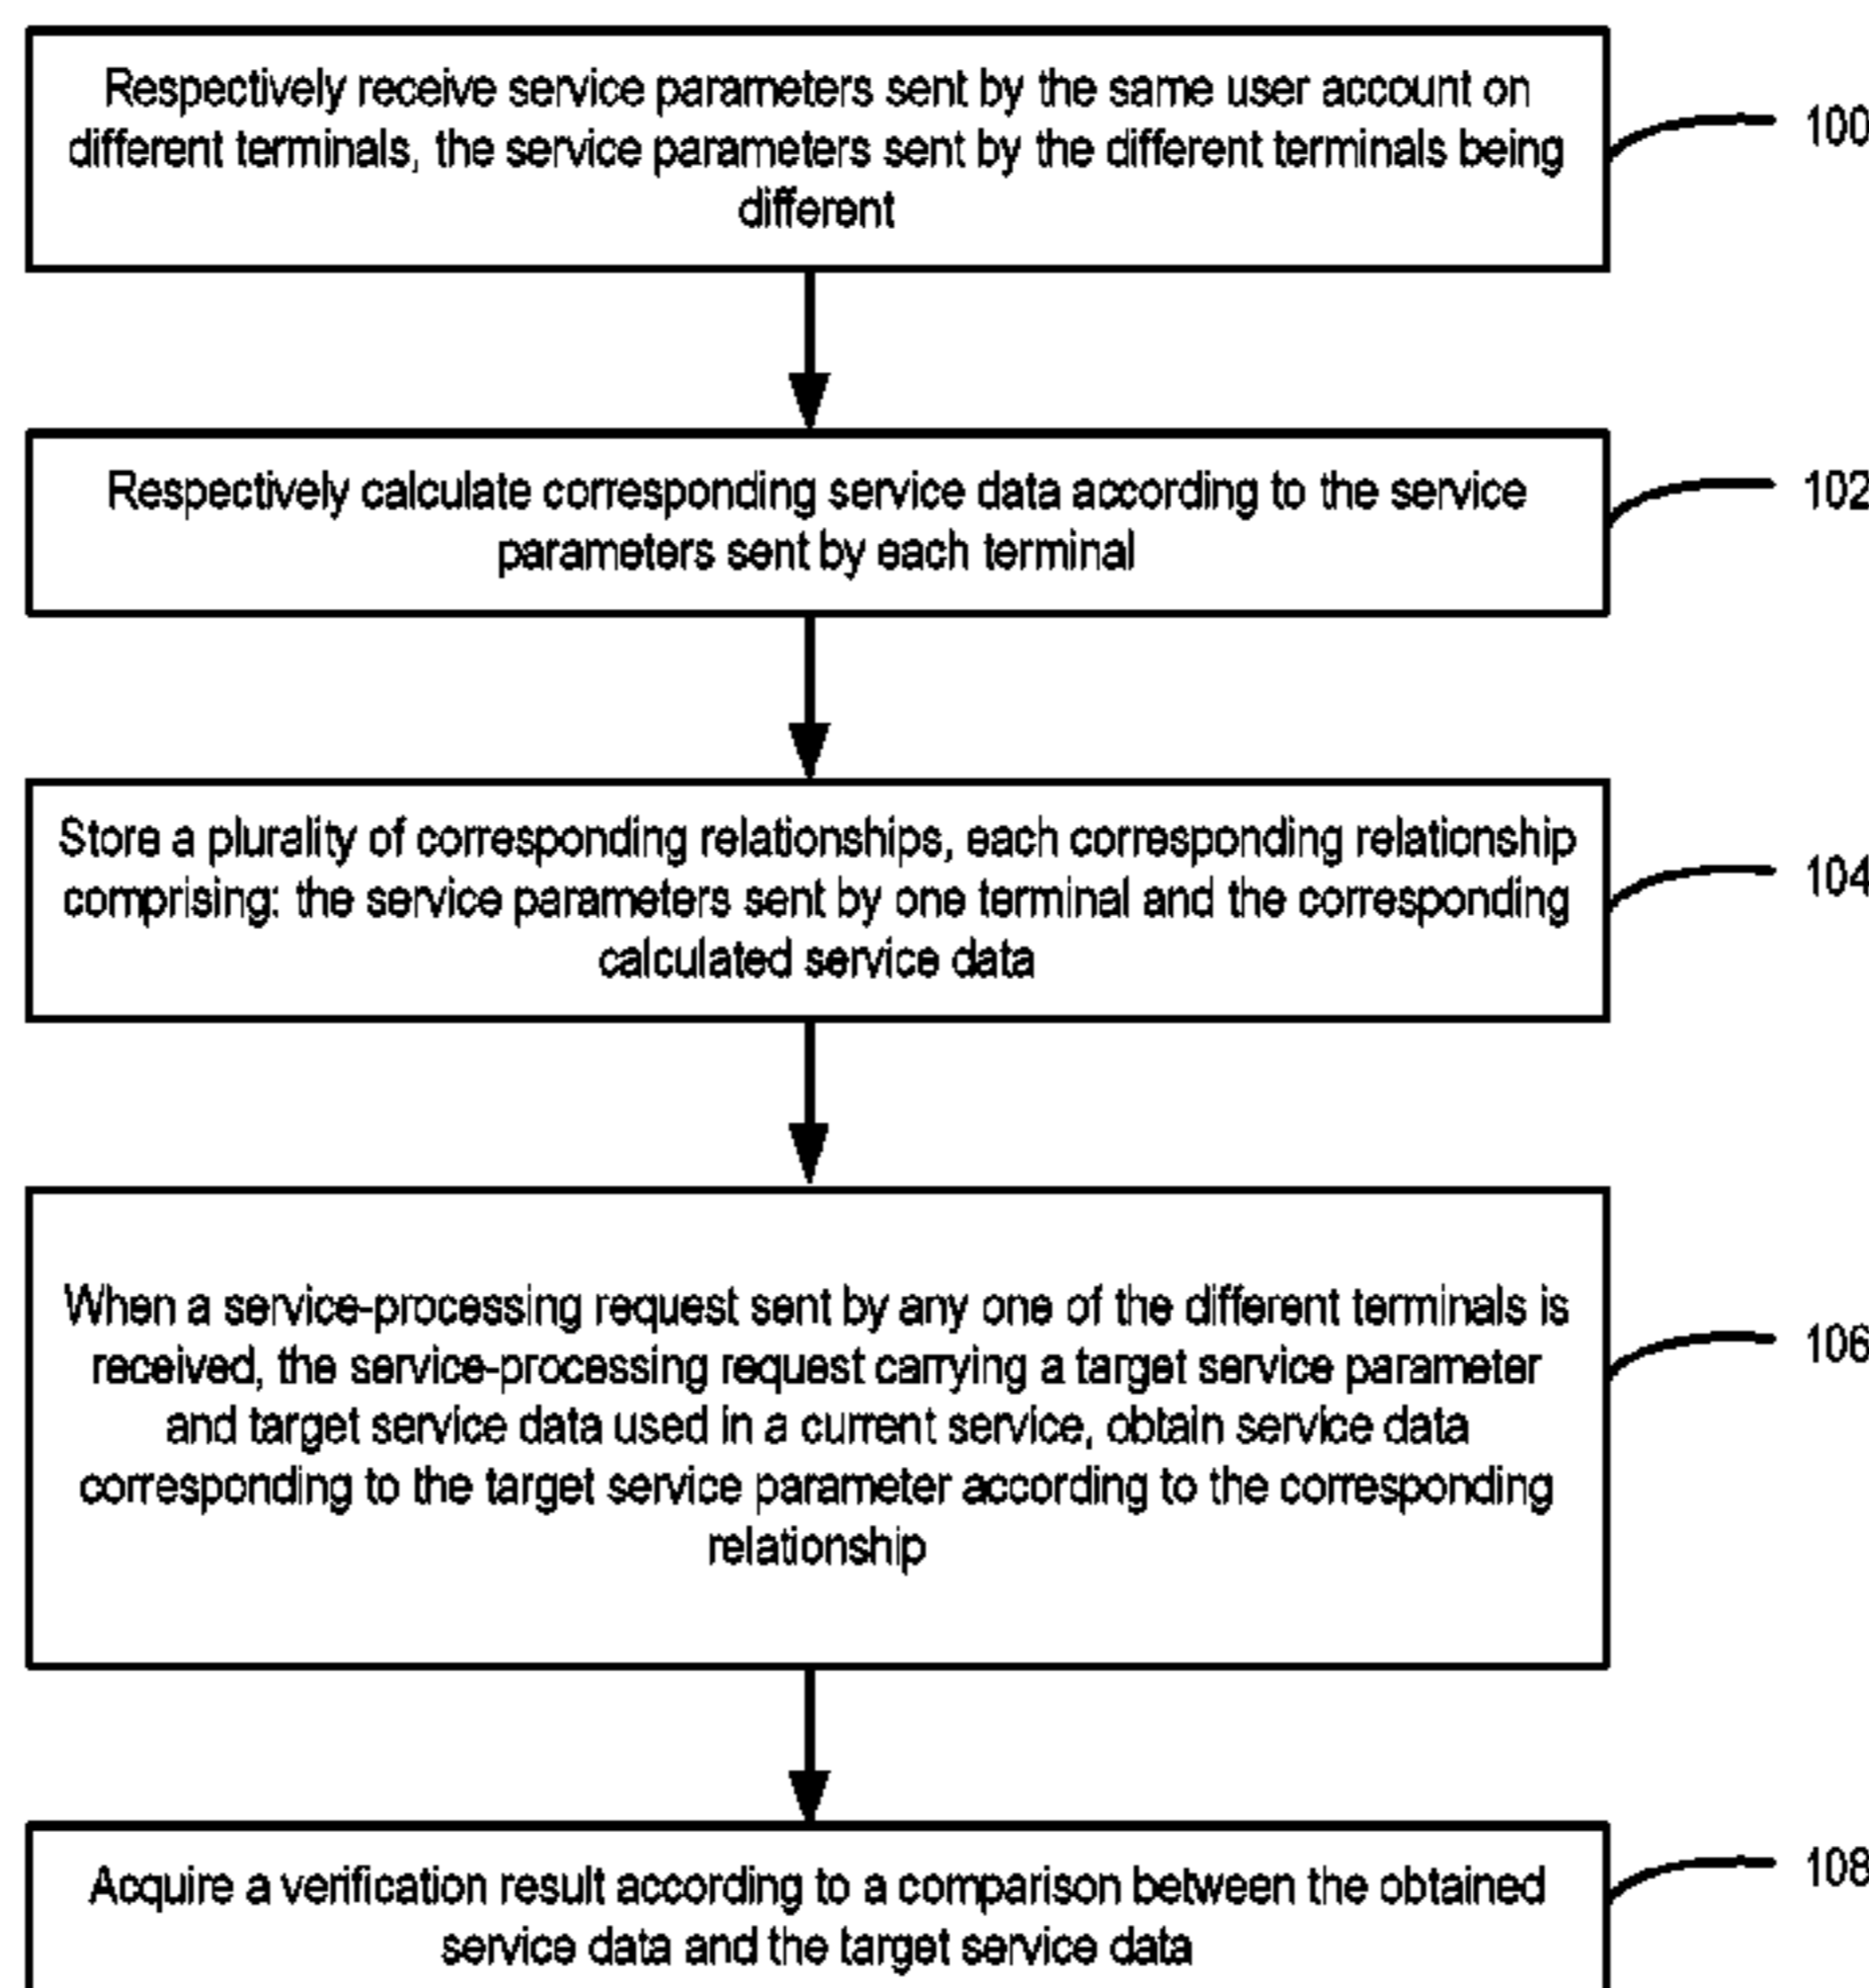 Respectively receive service parameters sent by the same user account on
different terminals, the service parameters sent by the different terminals being
different
100
Respectively calculate corresponding service data according to the service
parameters sent by each terminal
102
Store a plurality of corresponding relationships, each corresponding relationship
comprising: the service parameters sent by one terminal and the corresponding
calculated service data
104
When a service-processing request sent by any one of the different terminals is
received, the service-processing request carrying a target service parameter
and target service data used in a current service, obtain service data
corresponding to the target service parameter according to the corresponding
relationship
106
Acquire a verification result according to a comparison between the obtained
service data and the target service data
108